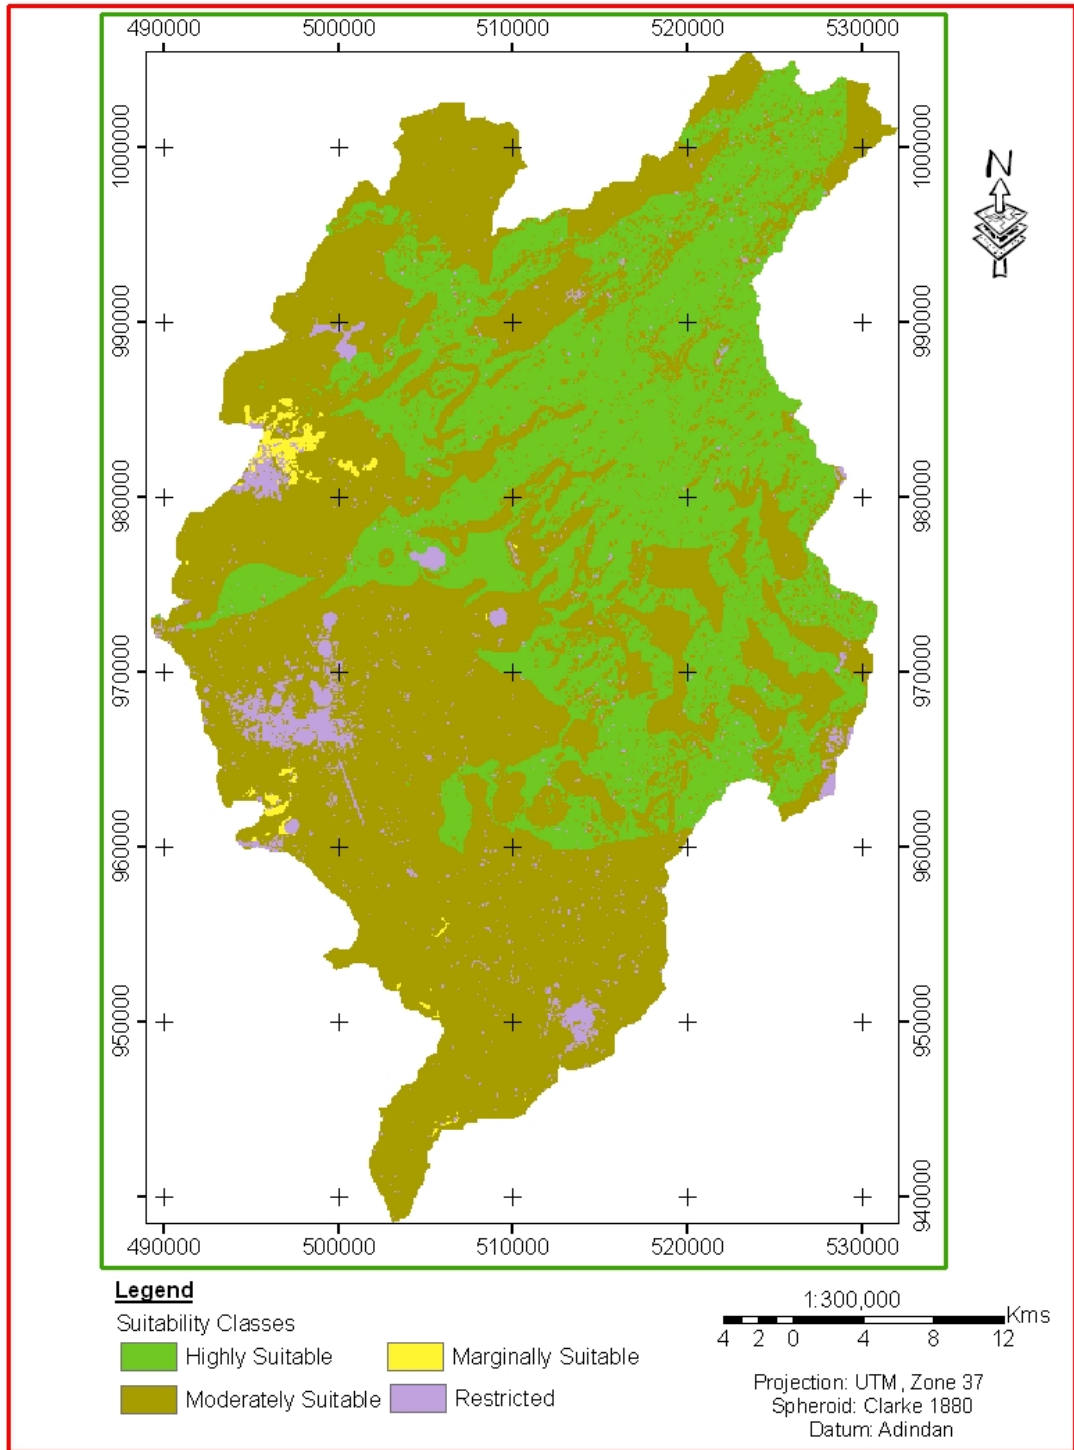 490000 500000 510000 520000 530000
N
1000000 1000000
990000 990000
980000 980000
970000 970000
960000 960000
950000 950000
940000
490000 500000 510000 520000 530000
Legend
Suitability Classes
Highly Suitable Marginally Suitable
Moderately Suitable Restricted
1:300,000
Kms
4 2 0 4 8 12
Projection: UTM , Zone 37
Spheroid: Clarke 1880
Datum: Adindan